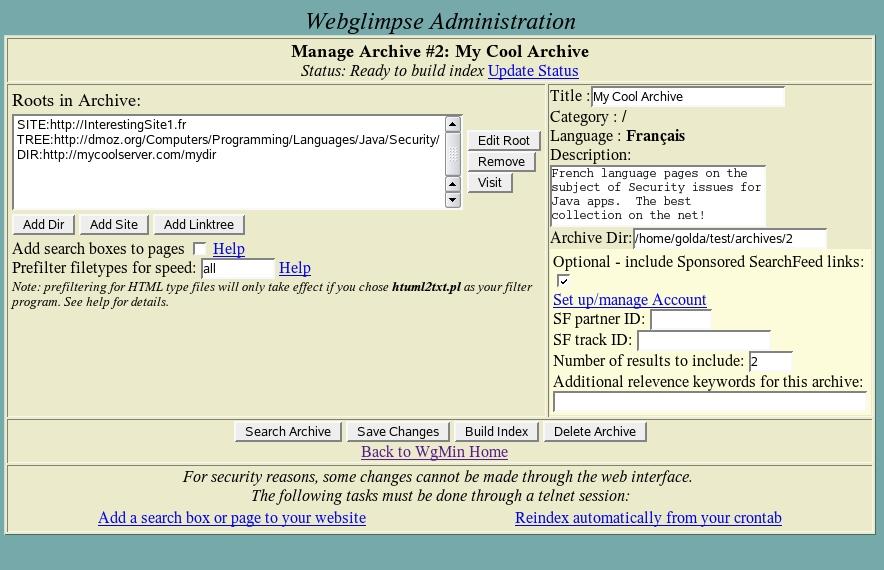 Webglimpse Administration
Manage Archive #2: My Cool Archive
Status: Ready to build index Update Status
Roots in Archive:
SITE:http://InterestingSite1.fr
TREE:http://dmoz.org/Computers/Programming/Languages/Java/Security/
DIR:http://mycoolserver.com/mydir
Edit Root
Remove
Visit
Add Dir Add Site Add Linktree
Add search boxes to pages Help
Prefilter filetypes for speed: all Help
Note: prefiltering for HTML type files will only take effect if you chose htuml2txt.pl as your filter
program. See help for details.
Title : My Cool Archive
Category : /
Language : Français
Description:
French language pages on the
subject of Security issues for
Java apps. The best
collection on the net!
Archive Dir: /home/golda/test/archives/2
Optional - include Sponsored SearchFeed links:
Set up/manage Account
SF partner ID:
SF track ID:
Number of results to include: 2
Additional relevence keywords for this archive:
Search Archive Save Changes Build Index Delete Archive
Back to WgMin Home
For security reasons, some changes cannot be made through the web interface.
The following tasks must be done through a telnet session:
Add a search box or page to your website Reindex automatically from your crontab